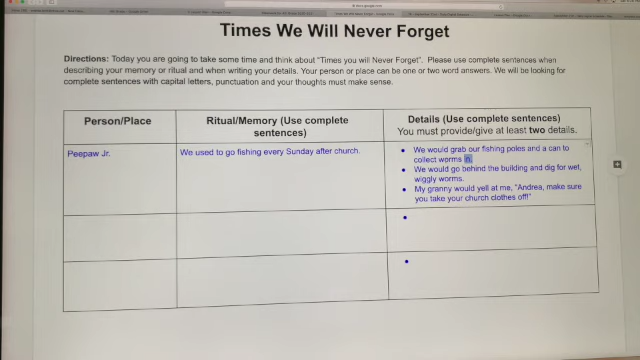 Times We Will Never Forget
Directions: Today you are going to take some time and think about "Times you will Never Forget". Please use complete sentences when
describing your memory or ritual and when writing your details. Your person or place can be one or two word answers. We will be looking for
complete sentences with capital letters, punctuation and your thoughts must make sense.
Person/Place
Ritual/Memory (Use complete
sentences)
Details (Use complete sentences)
You must provide/give at least two details.
Peepaw Jr.
We used to go fishing every Sunday after church.
We would grab our fishing poles and a can to
collect worms n.
We would go behind the building and dig for wet,
wiggly worms.
My granny would yell at me, "Andrea, make sure
you take your church clothes off!"